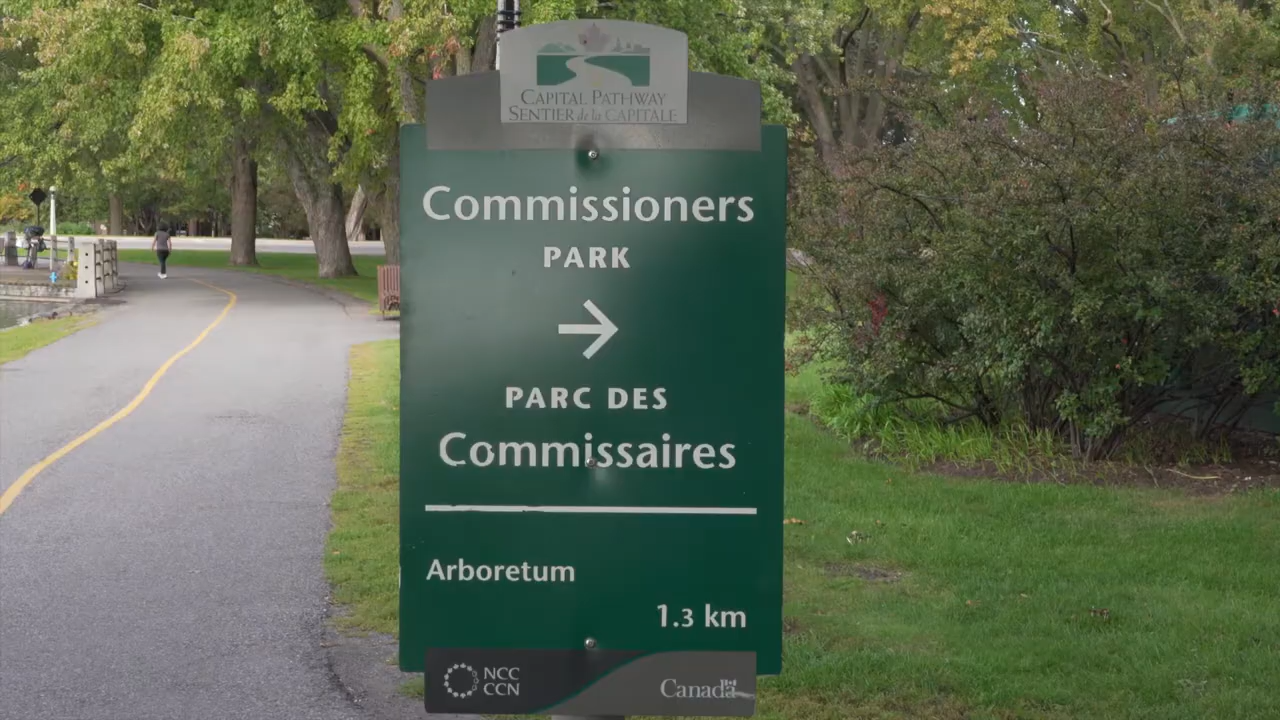 CAPITAL PATHWAY
SENTIER de la CAPITALE
Commissioners
PARK
PARC DES
Commissaires
Arboretum
1.3 km
NCC
CCN
Canada